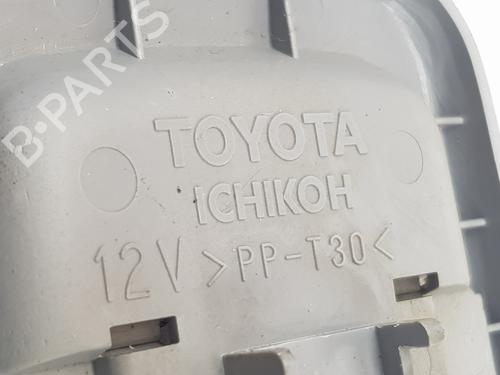 B-PARTS
TOYOTA
ICHIKOH
12V >PP-T30<